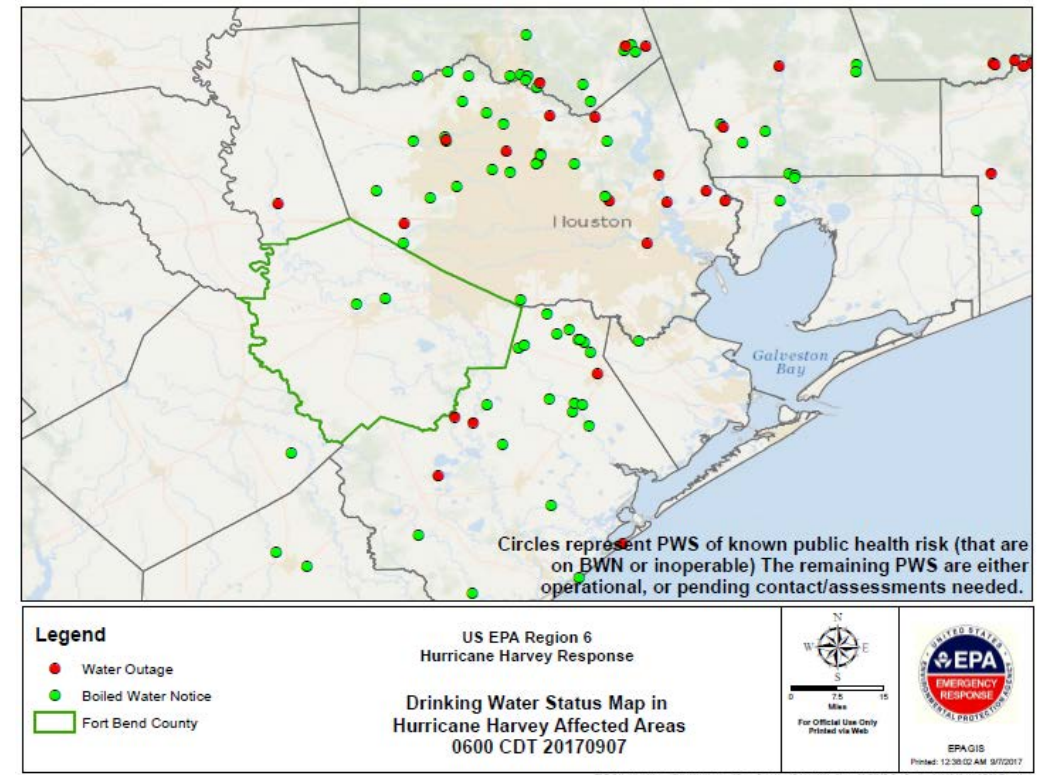 Houston
Galveston
Bay
Circles represent PWS of known public health risk (that are
on BWN or inoperable) The remaining PWS are either
operational, or pending contact/assessments needed.
Legend
Water Outage
Boiled Water Notice
Fort Bend County
US EPA Region 6
Hurricane Harvey Response
Drinking Water Status Map in
Hurricane Harvey Affected Areas
0600 CDT 20170907
N
W E
S
0 7.5 15
Miles
For Official Use Only
Printed via Web
UNITED STATES
EPA
EMERGENCY
RESPONSE
ENVIRONMENTAL PROTECTION AGENCY
EPAGIS
Printed: 12:38:02 AM 9/7/2017